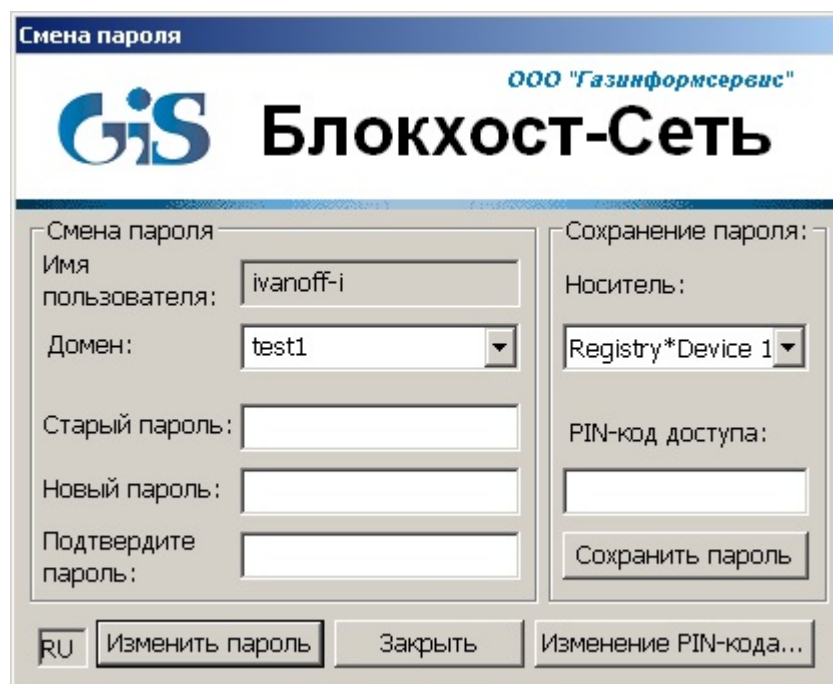 Смена пароля
ООО "Газинформсервис"
GiS
Блокхост-Сеть
Смена пароля
Имя
пользователя:
ivanoff-i
Домен:
test1
Старый пароль:
Новый пароль:
Подтвердите
пароль:
Сохранение пароля:
Носитель:
Registry*Device 1
PIN-код доступа:
Сохранить пароль
RU
Изменить пароль
Закрыть
Изменение PIN-кода...